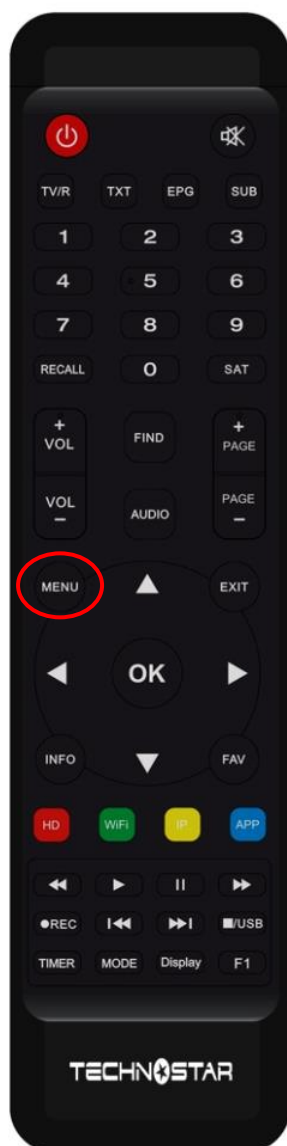 TV/R TXT EPG SUB
1 2 3
4 5 6
7 8 9
RECALL 0 SAT
+ +
VOL FIND PAGE
VOL AUDIO PAGE
- -
MENU EXIT
OK
INFO FAV
HD WiFi IP APP
●REC ■/USB
TIMER MODE Display F1
TECHNOSTAR